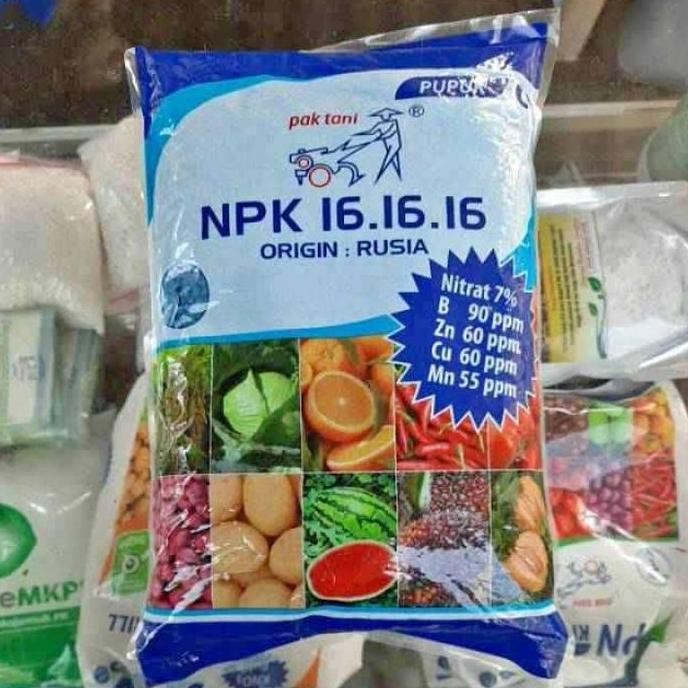 PUPUK
pak tani
®
NPK 16.16.16
ORIGIN : RUSIA
Nitrat 7%
B 90 ppm
Zn 60 ppm
Cu 60 ppm
Mn 55 ppm
eMKP